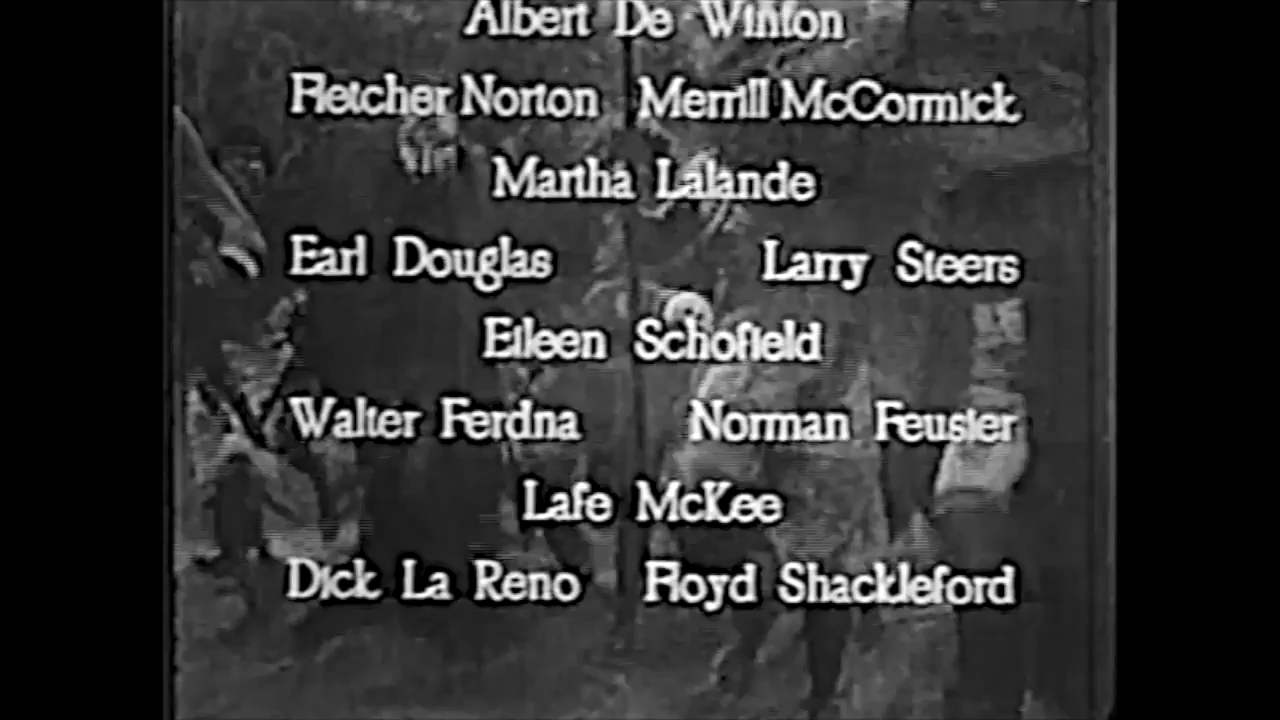 Albert De Winton
Fletcher Norton Merrill McCormick
Martha Lalande
Earl Douglas Larry Steers
Eileen Schofield
Walter Ferdna Norman Feusier
Lafe McKee
Dick La Reno Floyd Shackleford